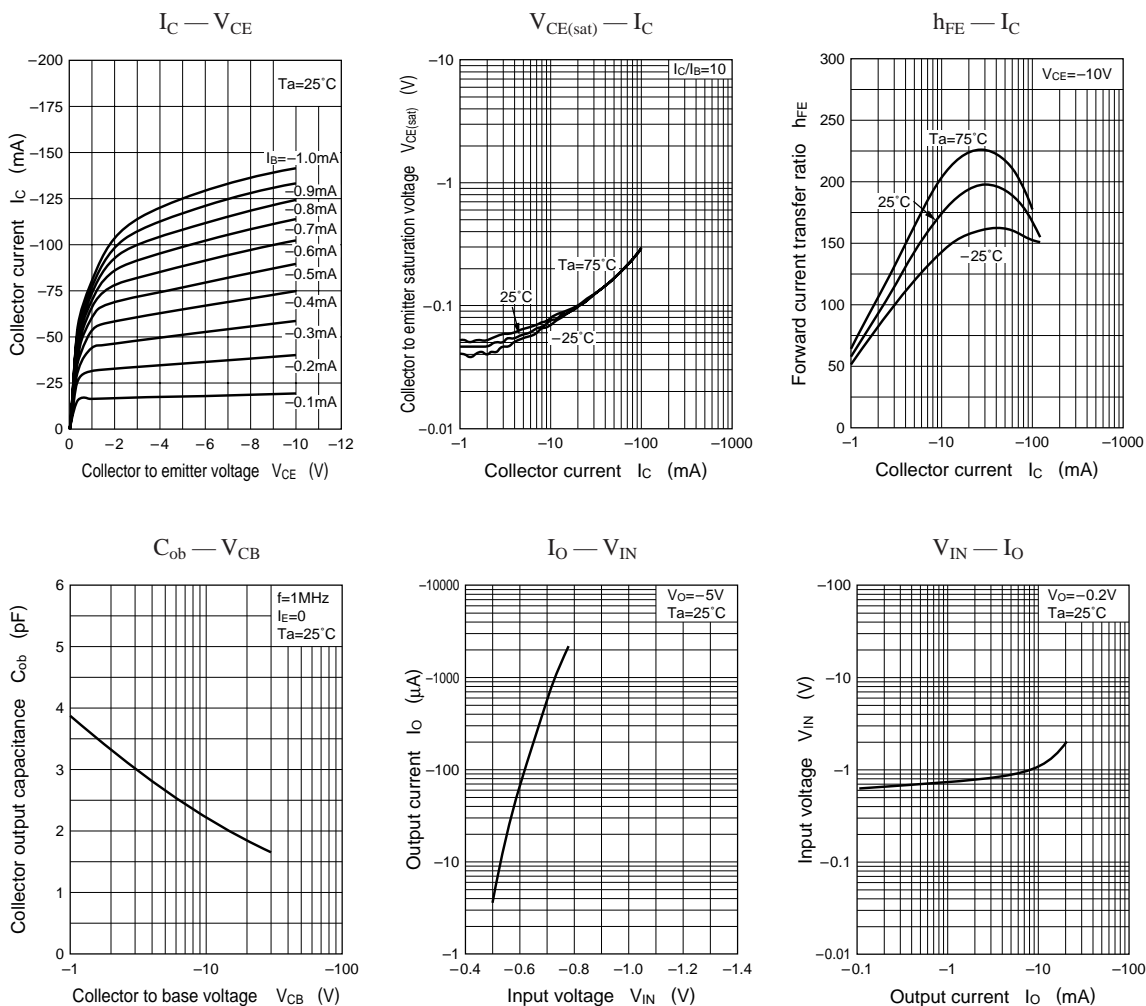 I_C — V_CE
−200
−175
−150
−125
−100
−75
−50
−25
0
Collector current I_C (mA)
Ta=25˚C
I_B=−1.0mA
−0.9mA
−0.8mA
−0.7mA
−0.6mA
−0.5mA
−0.4mA
−0.3mA
−0.2mA
−0.1mA
0 −2 −4 −6 −8 −10 −12
Collector to emitter voltage V_CE (V)
V_CE(sat) — I_C
−10
−1
−0.1
−0.01
Collector to emitter saturation voltage V_CE(sat) (V)
I_C/I_B=10
Ta=75˚C
25˚C
−25˚C
−1 −10 −100 −1000
Collector current I_C (mA)
h_FE — I_C
300
250
200
150
100
50
0
Forward current transfer ratio h_FE
V_CE=−10V
Ta=75˚C
25˚C
−25˚C
−1 −10 −100 −1000
Collector current I_C (mA)
C_ob — V_CB
6
5
4
3
2
1
0
Collector output capacitance C_ob (pF)
f=1MHz
I_E=0
Ta=25˚C
−1 −10 −100
Collector to base voltage V_CB (V)
I_O — V_IN
−10000
−1000
−100
−10
−1
Output current I_O (µA)
V_O=−5V
Ta=25˚C
−0.4 −0.6 −0.8 −1.0 −1.2 −1.4
Input voltage V_IN (V)
V_IN — I_O
−100
−10
−1
−0.1
−0.01
Input voltage V_IN (V)
V_O=−0.2V
Ta=25˚C
−0.1 −1 −10 −100
Output current I_O (mA)